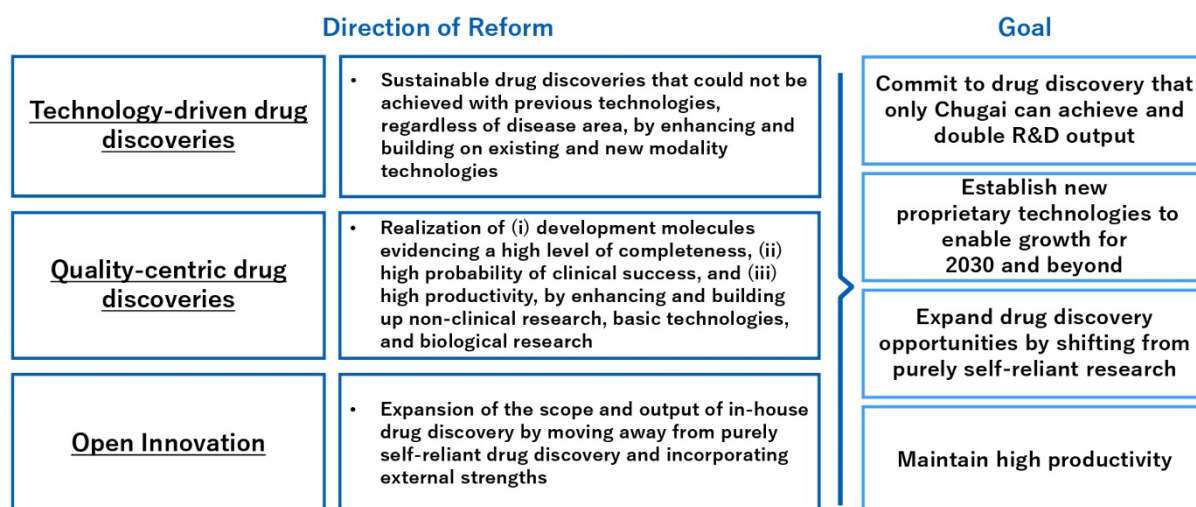 Direction of Reform
Goal
Technology-driven drug
discoveries
• Sustainable drug discoveries that could not be
achieved with previous technologies,
regardless of disease area, by enhancing and
building on existing and new modality
technologies
Quality-centric drug
discoveries
• Realization of (i) development molecules
evidencing a high level of completeness, (ii)
high probability of clinical success, and (iii)
high productivity, by enhancing and building
up non-clinical research, basic technologies,
and biological research
Open Innovation
• Expansion of the scope and output of in-house
drug discovery by moving away from purely
self-reliant drug discovery and incorporating
external strengths
Commit to drug discovery that
only Chugai can achieve and
double R&D output
Establish new
proprietary technologies to
enable growth for
2030 and beyond
Expand drug discovery
opportunities by shifting from
purely self-reliant research
Maintain high productivity